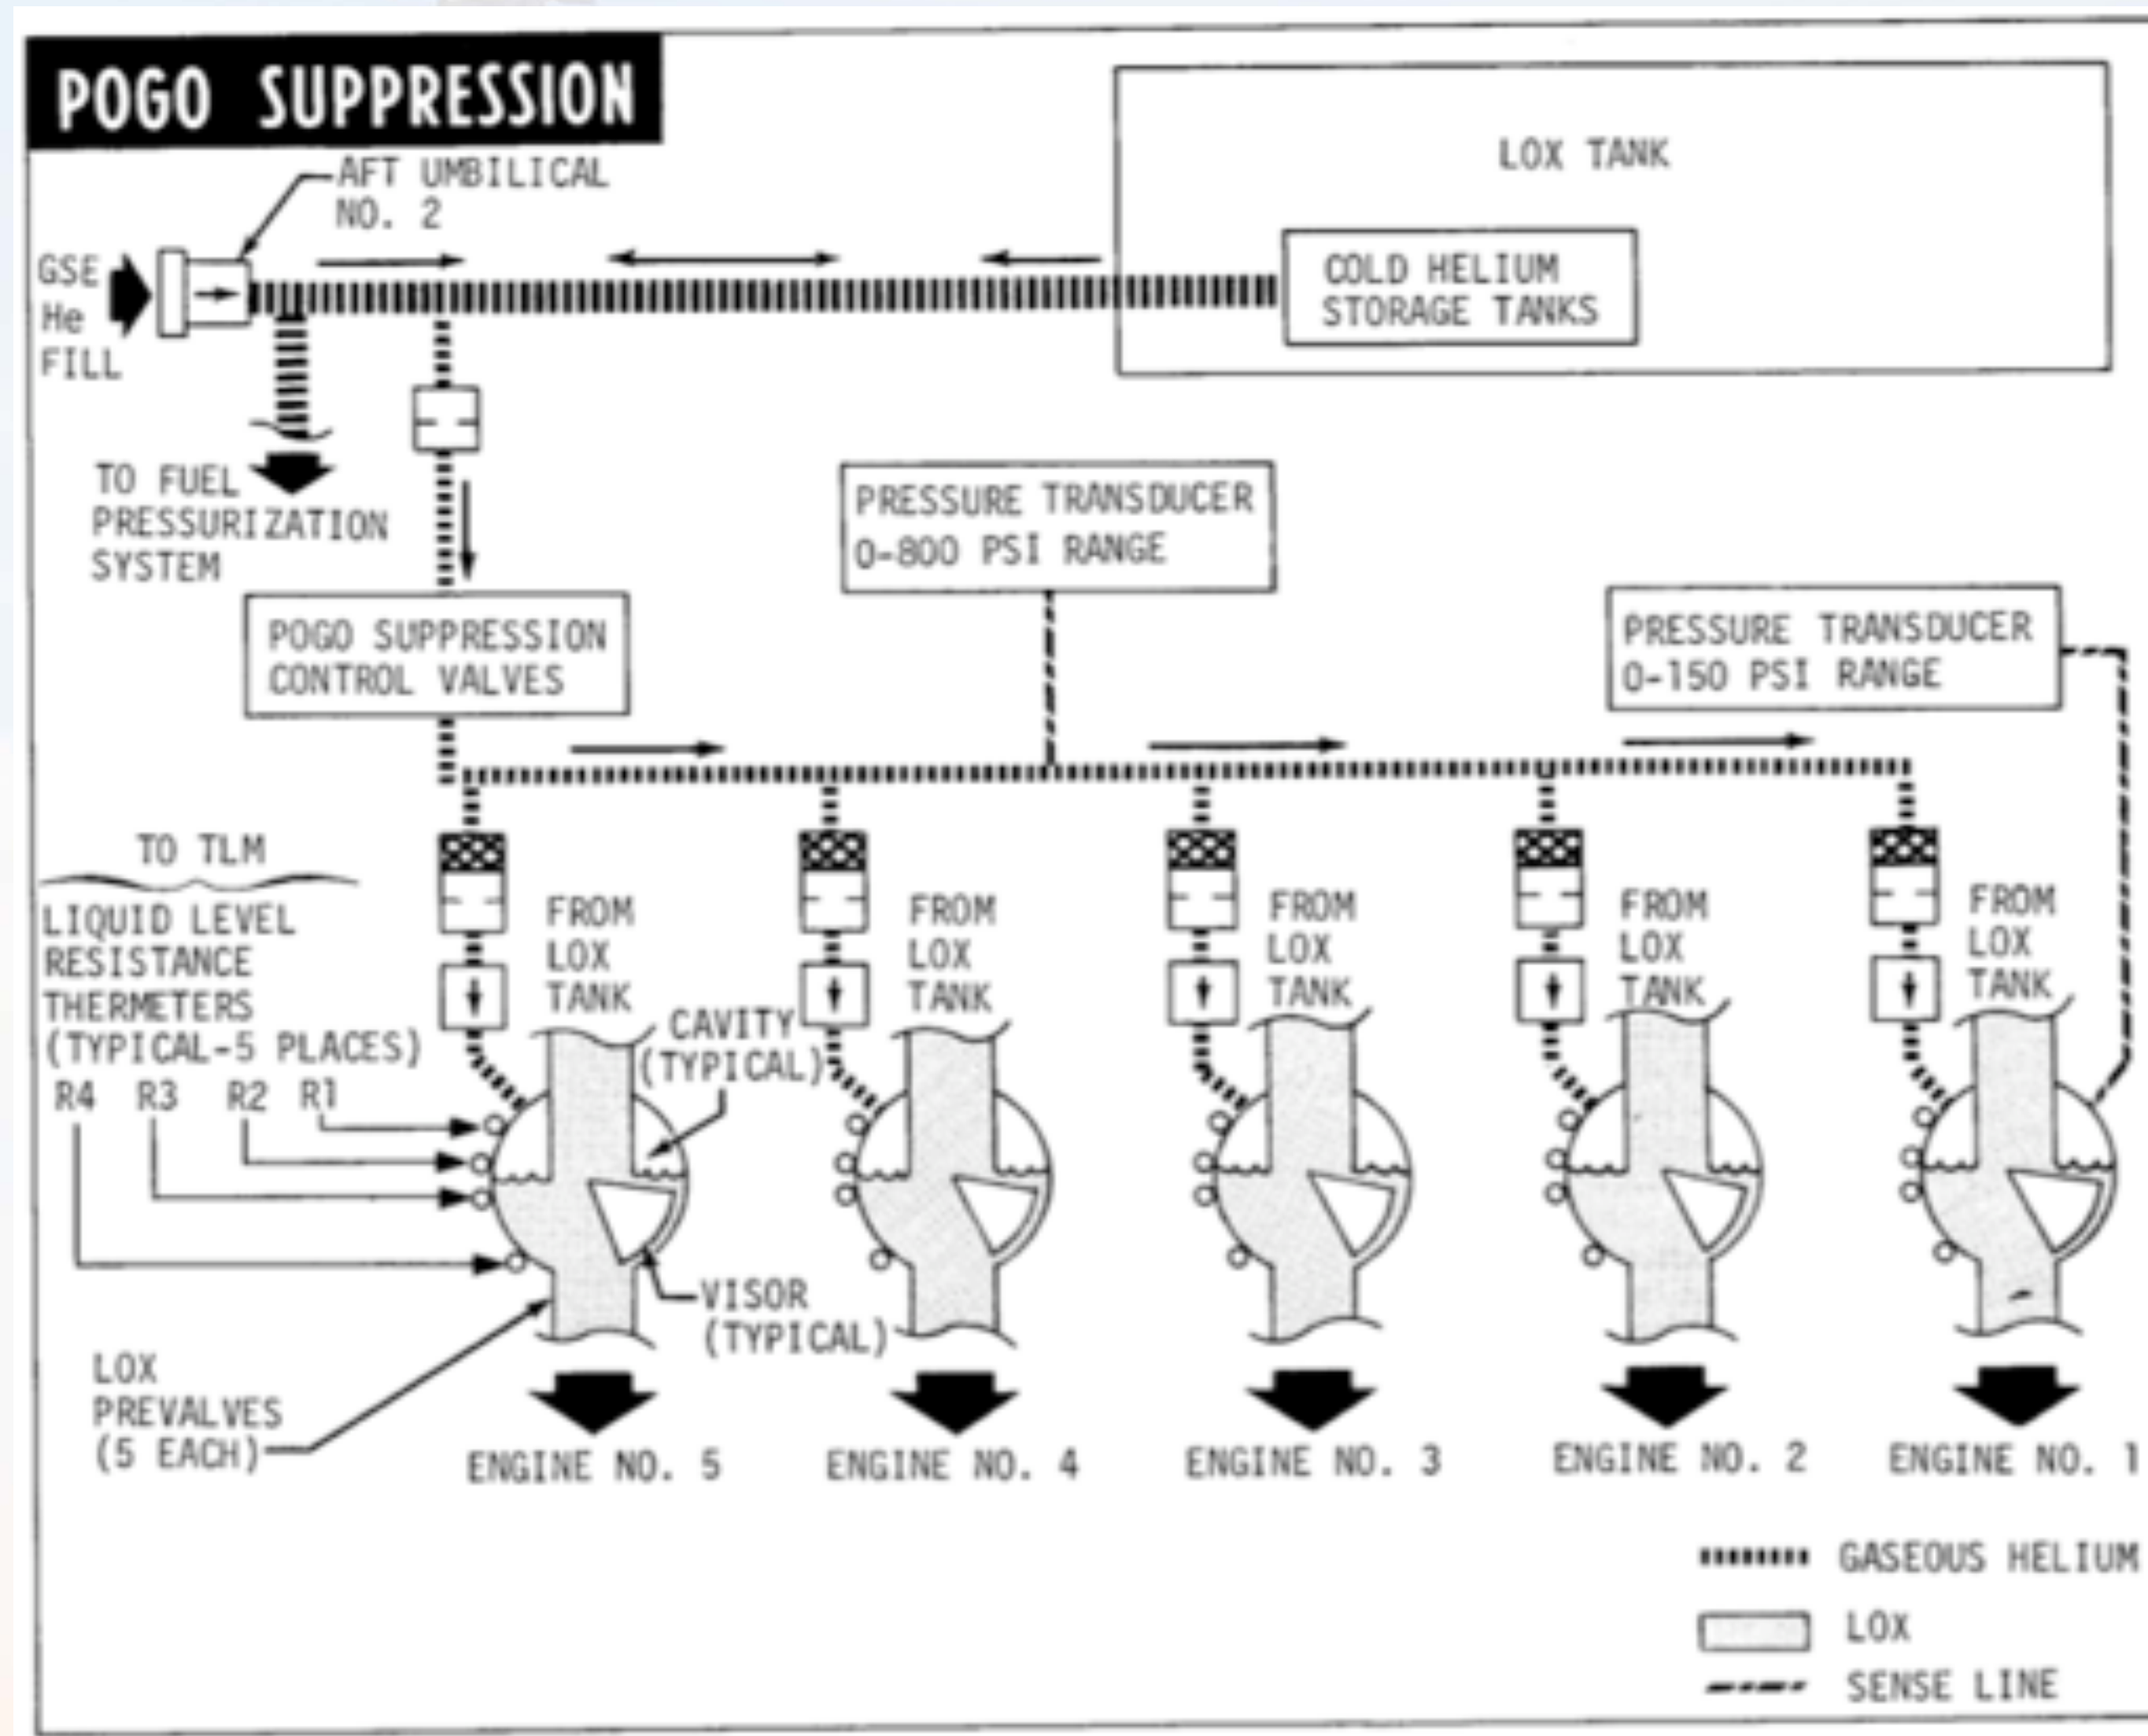 POGO SUPPRESSION
AFT UMBILICAL
NO. 2
GSE
He
FILL
LOX TANK
COLD HELIUM
STORAGE TANKS
TO FUEL
PRESSURIZATION
SYSTEM
PRESSURE TRANSDUCER
0-800 PSI RANGE
POGO SUPPRESSION
CONTROL VALVES
PRESSURE TRANSDUCER
0-150 PSI RANGE
TO TLM
LIQUID LEVEL
RESISTANCE
THERMETERS
(TYPICAL-5 PLACES)
R4 R3 R2 R1
FROM
LOX
TANK
CAVITY
(TYPICAL)
FROM
LOX
TANK
FROM
LOX
TANK
FROM
LOX
TANK
FROM
LOX
TANK
VISOR
(TYPICAL)
LOX
PREVALVES
(5 EACH)
ENGINE NO. 5
ENGINE NO. 4
ENGINE NO. 3
ENGINE NO. 2
ENGINE NO. 1
GASEOUS HELIUM
LOX
SENSE LINE